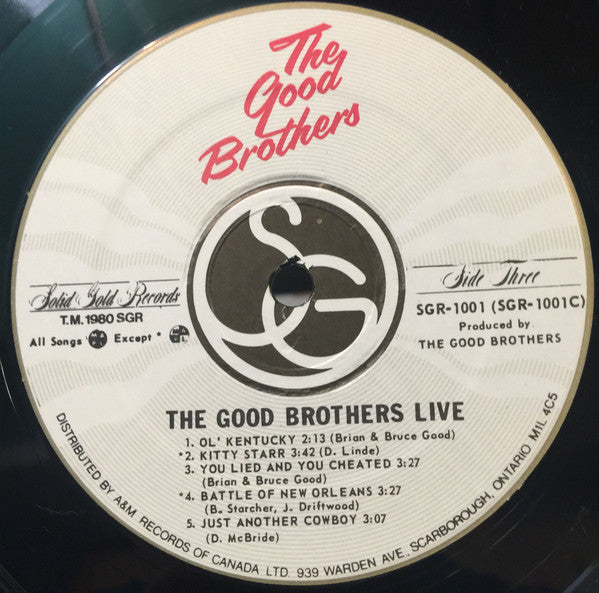 The
Good
Brothers
SG
Solid Gold Records
T.M. 1980 SGR
All Songs Except *
Side Three
SGR-1001 (SGR-1001C)
Produced by
THE GOOD BROTHERS
THE GOOD BROTHERS LIVE
1. OL' KENTUCKY 2:13 (Brian & Bruce Good)
*2. KITTY STARR 3:42 (D. Linde)
3. YOU LIED AND YOU CHEATED 3:27
(Brian & Bruce Good)
*4. BATTLE OF NEW ORLEANS 3:27
(B. Starcher, J. Driftwood)
5. JUST ANOTHER COWBOY 3:07
(D. McBride)
DISTRIBUTED BY A&M RECORDS OF CANADA LTD. 939 WARDEN AVE., SCARBOROUGH, ONTARIO M1L 4C5